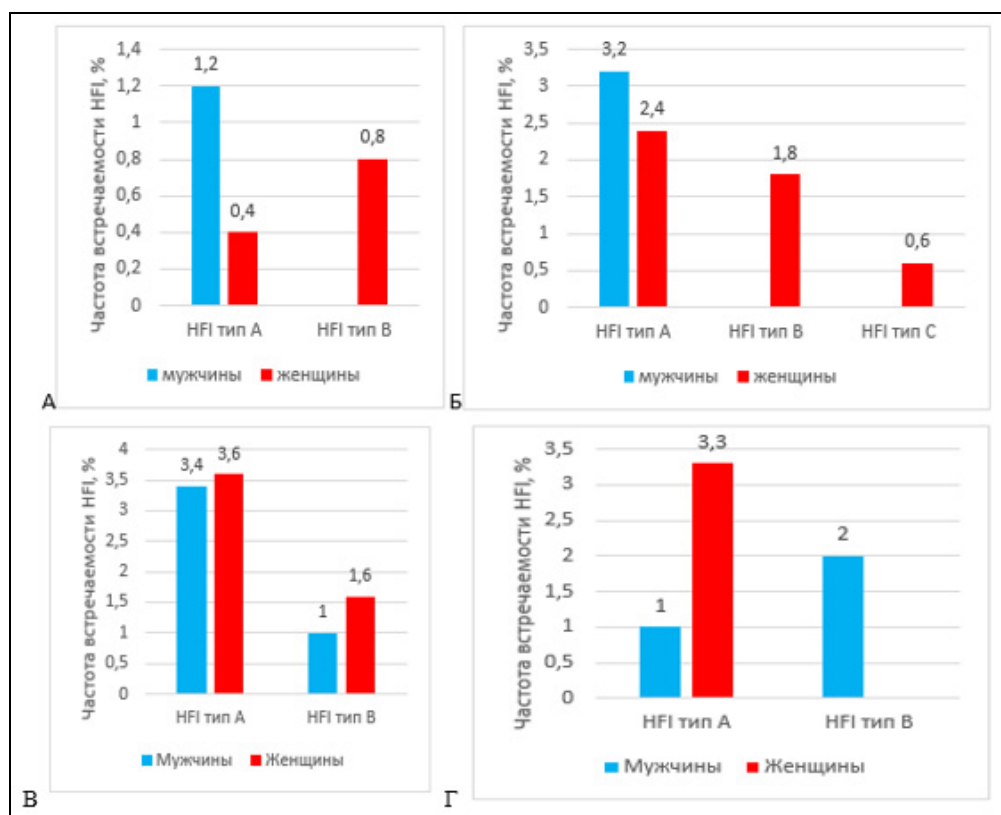 Частота встречаемости HFI, %
1,4
1,2
1
0,8
0,6
0,4
0,2
0
1,2
0,4
0,8
HFI тип A
HFI тип B
мужчины
женщины
А
Частота встречаемости HFI, %
3,5
3
2,5
2
1,5
1
0,5
0
3,2
2,4
1,8
0,6
HFI тип A
HFI тип B
HFI тип C
мужчины
женщины
Б
Частота встречаемости HFI, %
4
3,5
3
2,5
2
1,5
1
0,5
0
3,4
3,6
1
1,6
HFI тип A
HFI тип B
Мужчины
Женщины
В
Частота встречаемости HFI, %
3,5
3
2,5
2
1,5
1
0,5
0
1
3,3
2
HFI тип A
HFI тип B
Мужчины
Женщины
Г